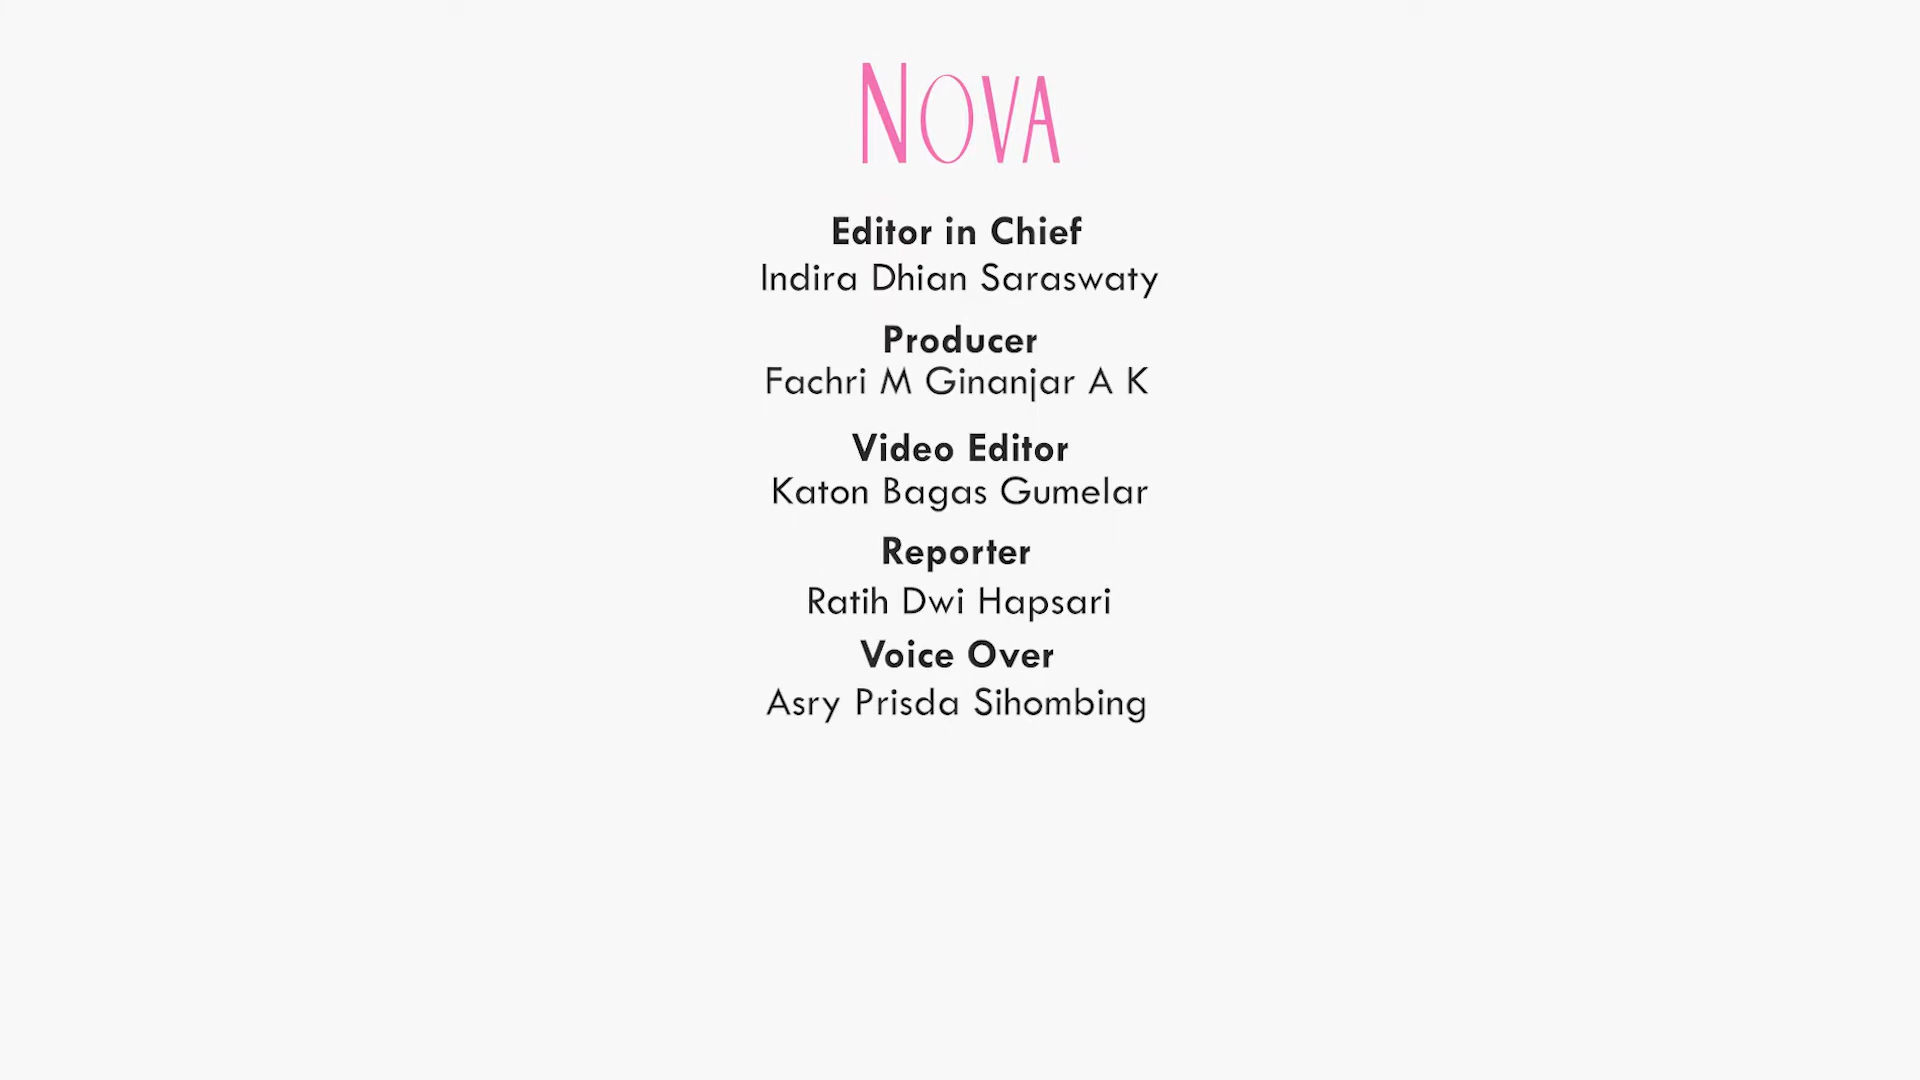 NOVA
Editor in Chief
Indira Dhian Saraswaty
Producer
Fachri M Ginanjar A K
Video Editor
Katon Bagas Gumelar
Reporter
Ratih Dwi Hapsari
Voice Over
Asry Prisda Sihombing